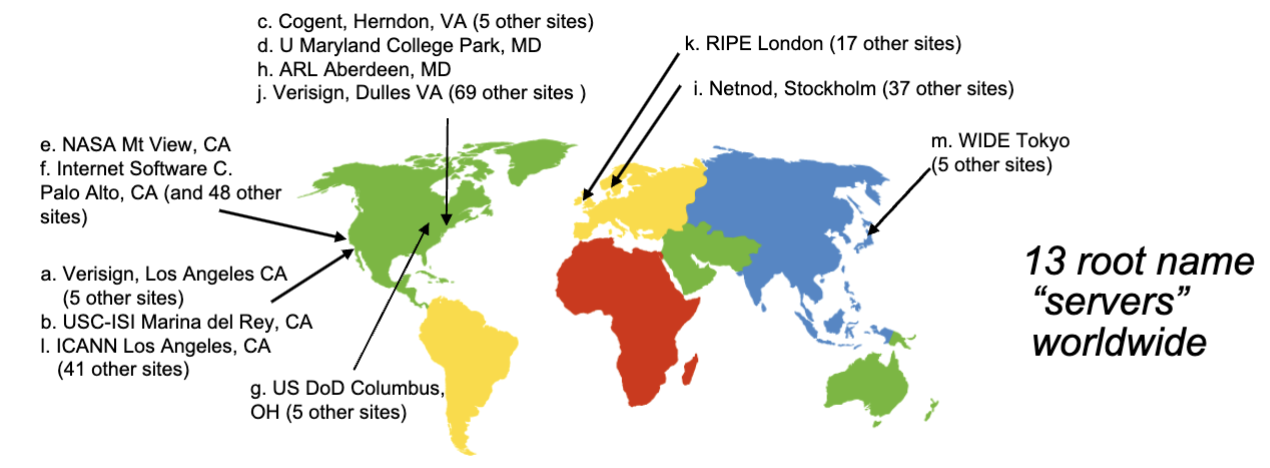 c. Cogent, Herndon, VA (5 other sites)
d. U Maryland College Park, MD
h. ARL Aberdeen, MD
j. Verisign, Dulles VA (69 other sites )
k. RIPE London (17 other sites)
i. Netnod, Stockholm (37 other sites)
m. WIDE Tokyo
(5 other sites)
e. NASA Mt View, CA
f. Internet Software C.
Palo Alto, CA (and 48 other
sites)
a. Verisign, Los Angeles CA
(5 other sites)
b. USC-ISI Marina del Rey, CA
l. ICANN Los Angeles, CA
(41 other sites)
g. US DoD Columbus,
OH (5 other sites)
13 root name
“servers”
worldwide